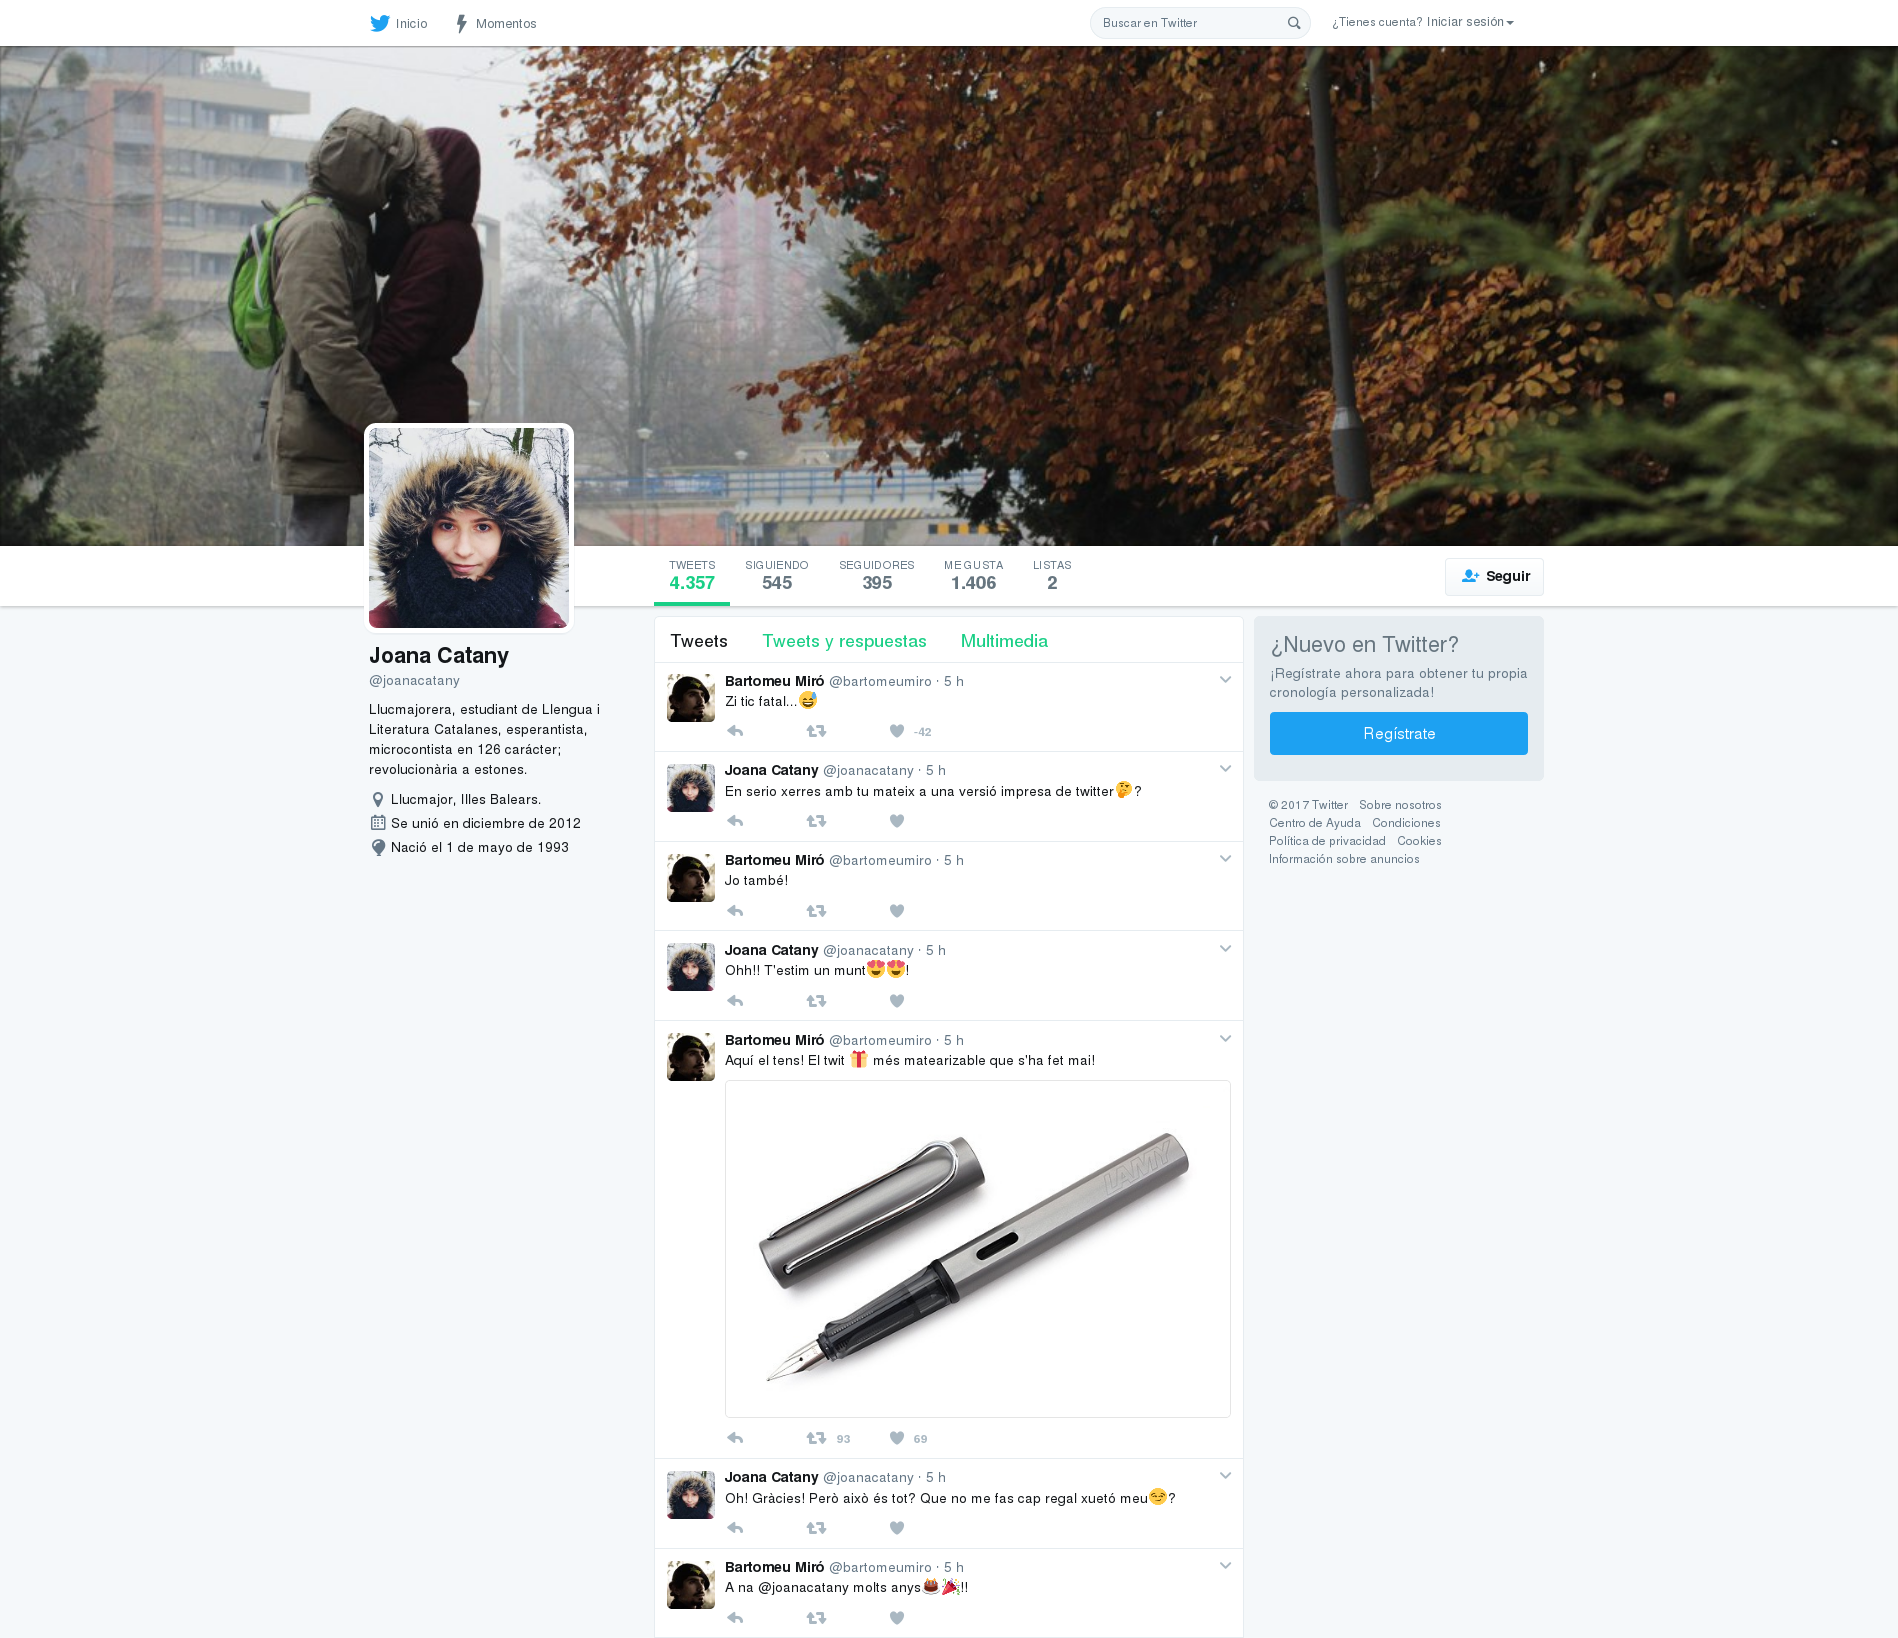 Inicio
Momentos
Buscar en Twitter
¿Tienes cuenta? Iniciar sesión
TWEETS
4.357
SIGUIENDO
545
SEGUIDORES
395
ME GUSTA
1.406
LISTAS
2
Seguir
Joana Catany
@joanacatany
Llucmajorera, estudiant de Llengua i
Literatura Catalanes, esperantista,
microcontista en 126 carácter;
revolucionària a estones.
Llucmajor, Illes Balears.
Se unió en diciembre de 2012
Nació el 1 de mayo de 1993
Tweets
Tweets y respuestas
Multimedia
Bartomeu Miró @bartomeumiro · 5 h
Zi tic fatal...😅
-42
Joana Catany @joanacatany · 5 h
En serio xerres amb tu mateix a una versió impresa de twitter🤔?
Bartomeu Miró @bartomeumiro · 5 h
Jo també!
Joana Catany @joanacatany · 5 h
Ohh!! T'estim un munt😍😍!
Bartomeu Miró @bartomeumiro · 5 h
Aquí el tens! El twit 🎁 més matearizable que s'ha fet mai!
LAMY
93
69
Joana Catany @joanacatany · 5 h
Oh! Gràcies! Però això és tot? Que no me fas cap regal xuetó meu😏?
Bartomeu Miró @bartomeumiro · 5 h
A na @joanacatany molts anys🎂🎉!!
¿Nuevo en Twitter?
¡Regístrate ahora para obtener tu propia
cronología personalizada!
Regístrate
© 2017 Twitter Sobre nosotros
Centro de Ayuda Condiciones
Política de privacidad Cookies
Información sobre anuncios